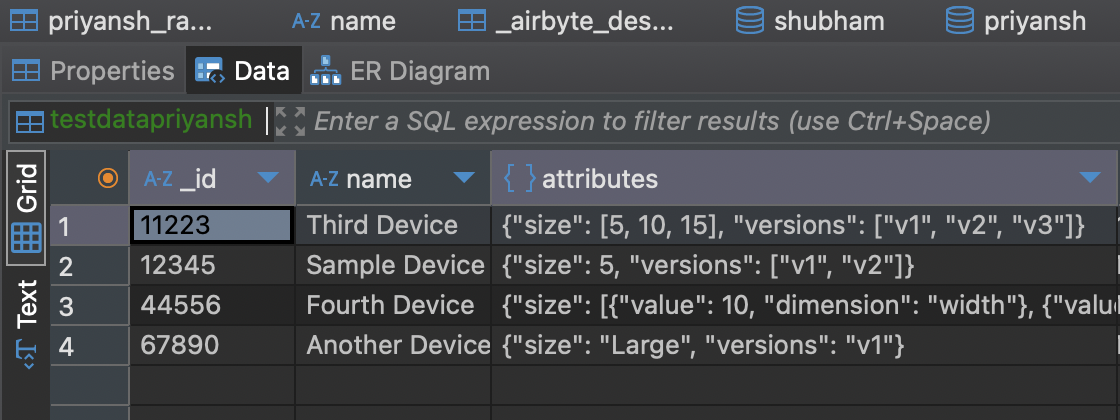 priyansh_ra... A-Z name _airbyte_des... shubham priyansh
Properties Data ER Diagram
testdatapriyansh Enter a SQL expression to filter results (use Ctrl+Space)
Grid
Text
A-Z _id A-Z name { } attributes
1 11223 Third Device {"size": [5, 10, 15], "versions": ["v1", "v2", "v3"]}
2 12345 Sample Device {"size": 5, "versions": ["v1", "v2"]}
3 44556 Fourth Device {"size": [{"value": 10, "dimension": "width"}, {"valu
4 67890 Another Device {"size": "Large", "versions": "v1"}